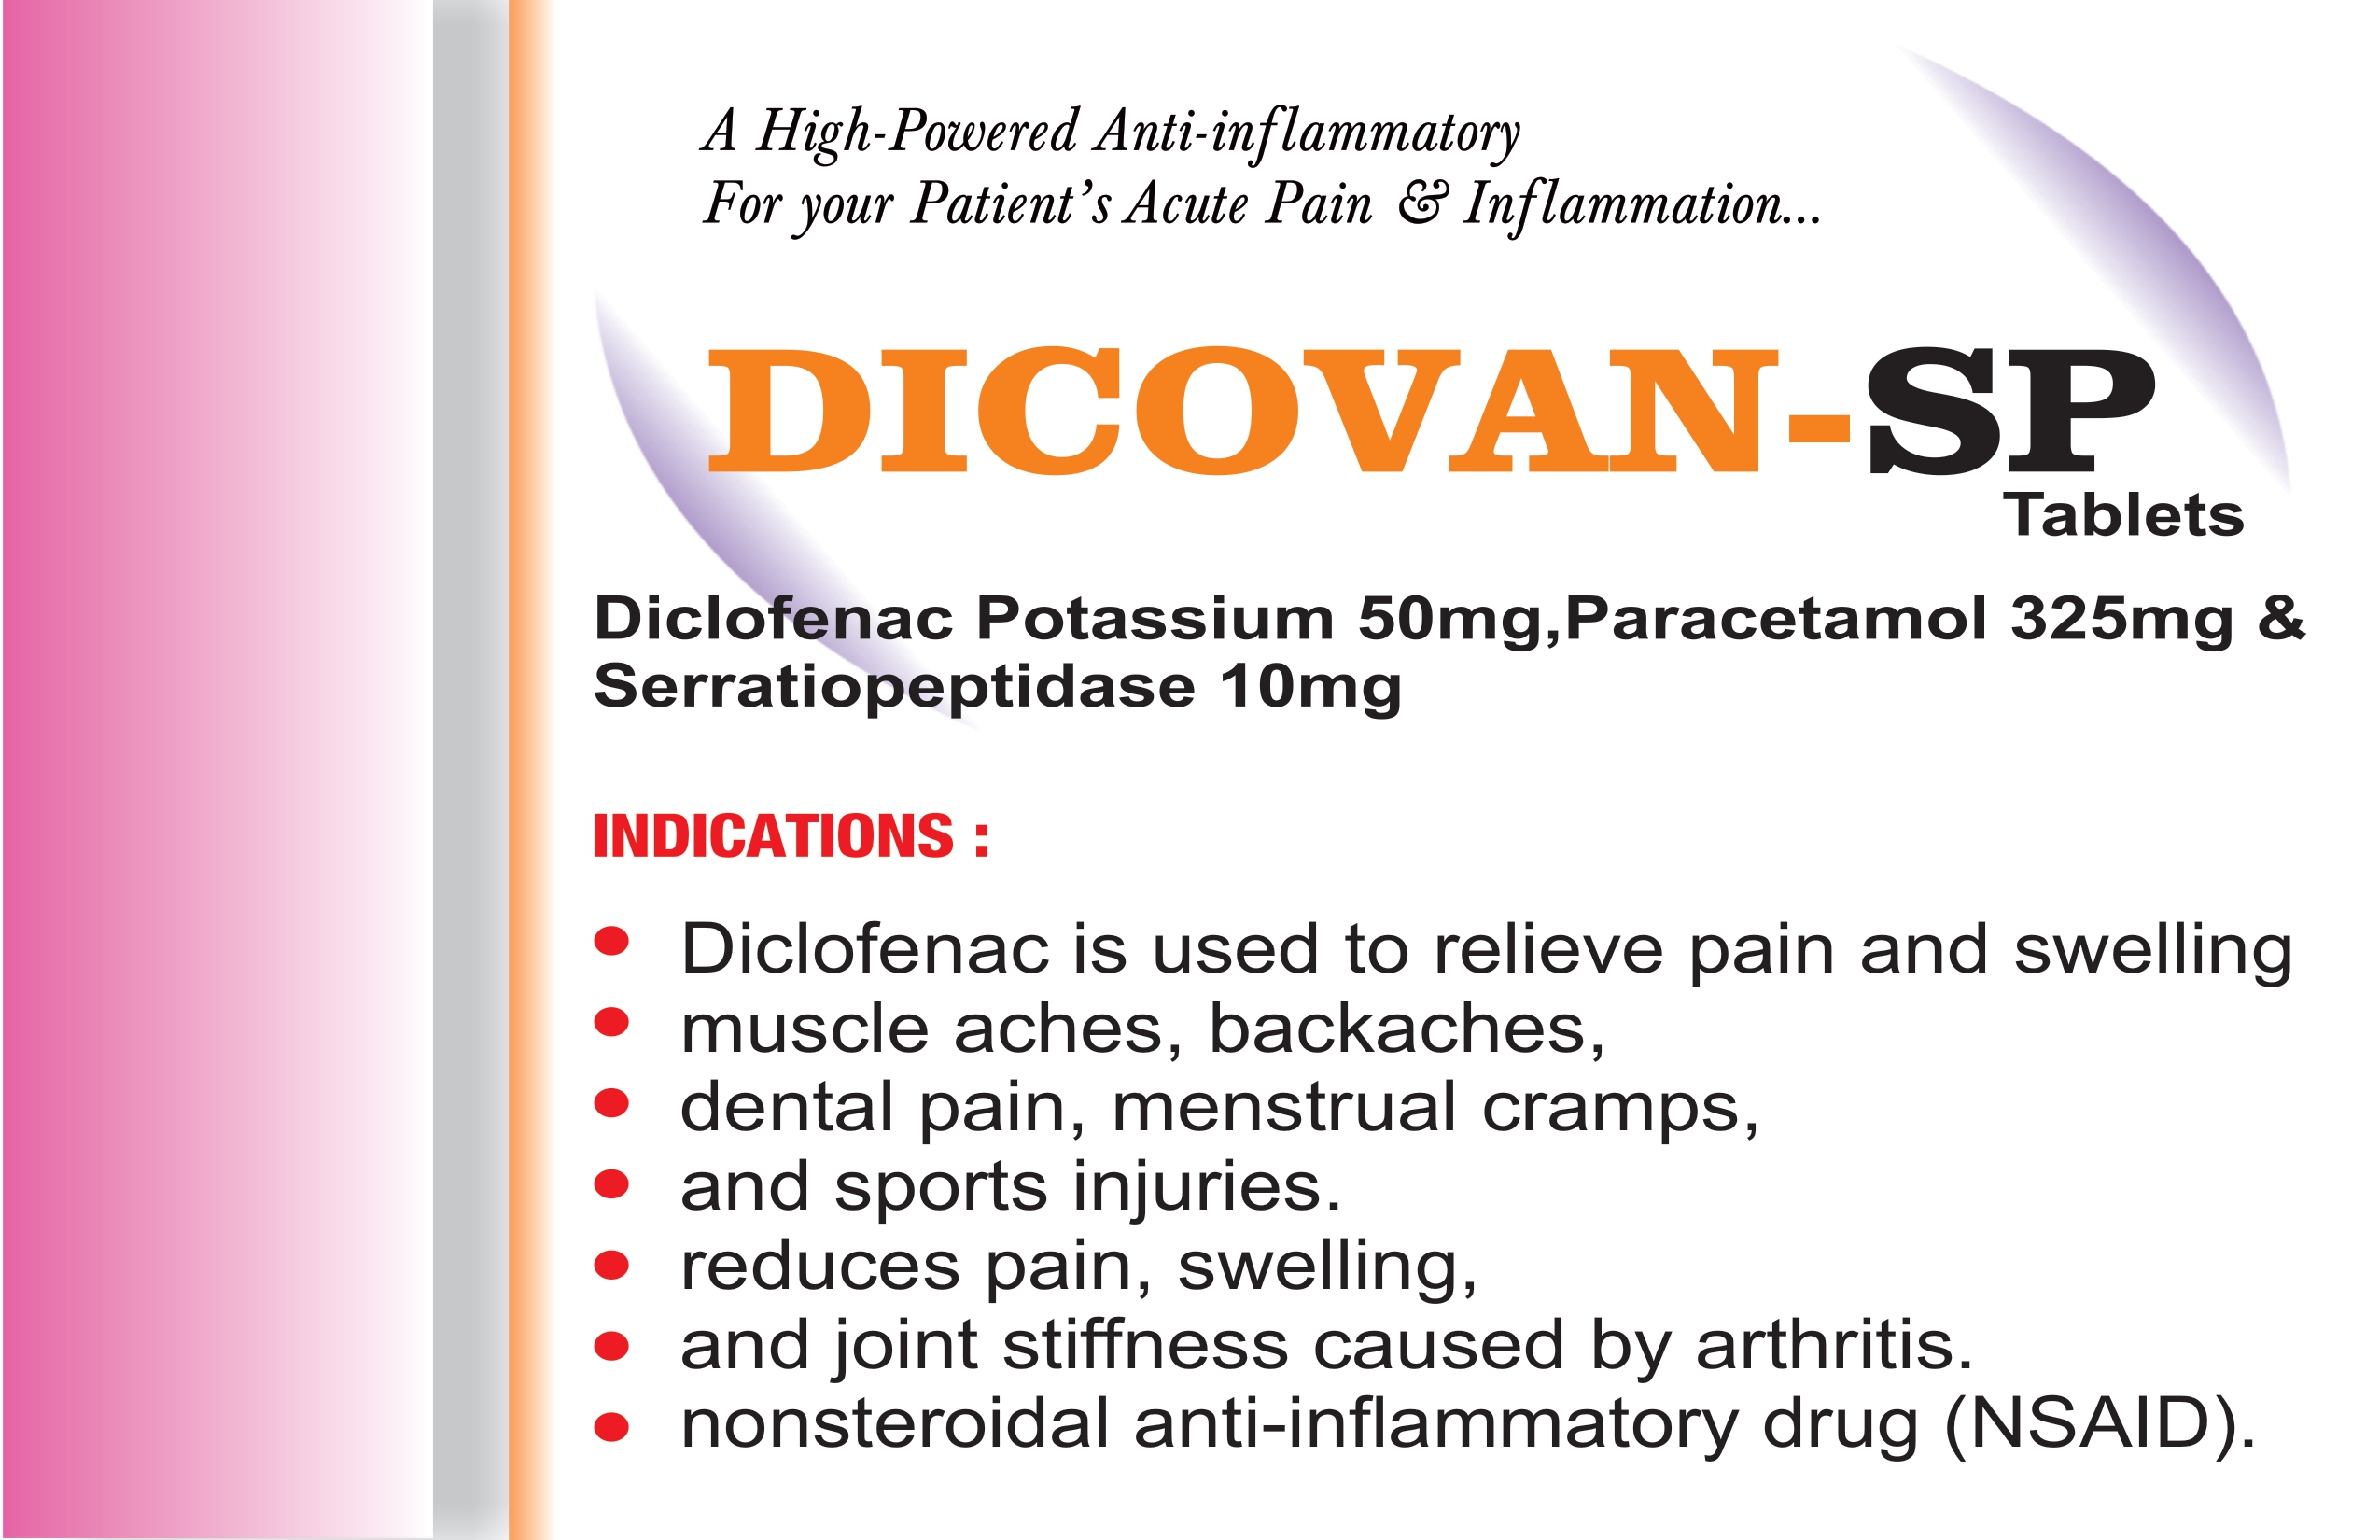 A High-Powered Anti-inflammatory
For your Patient's Acute Pain & Inflammation...
DICOVAN-SP
Tablets
Diclofenac Potassium 50mg,Paracetamol 325mg &
Serratiopeptidase 10mg
INDICATIONS :
• Diclofenac is used to relieve pain and swelling
• muscle aches, backaches,
• dental pain, menstrual cramps,
• and sports injuries.
• reduces pain, swelling,
• and joint stiffness caused by arthritis.
• nonsteroidal anti-inflammatory drug (NSAID).